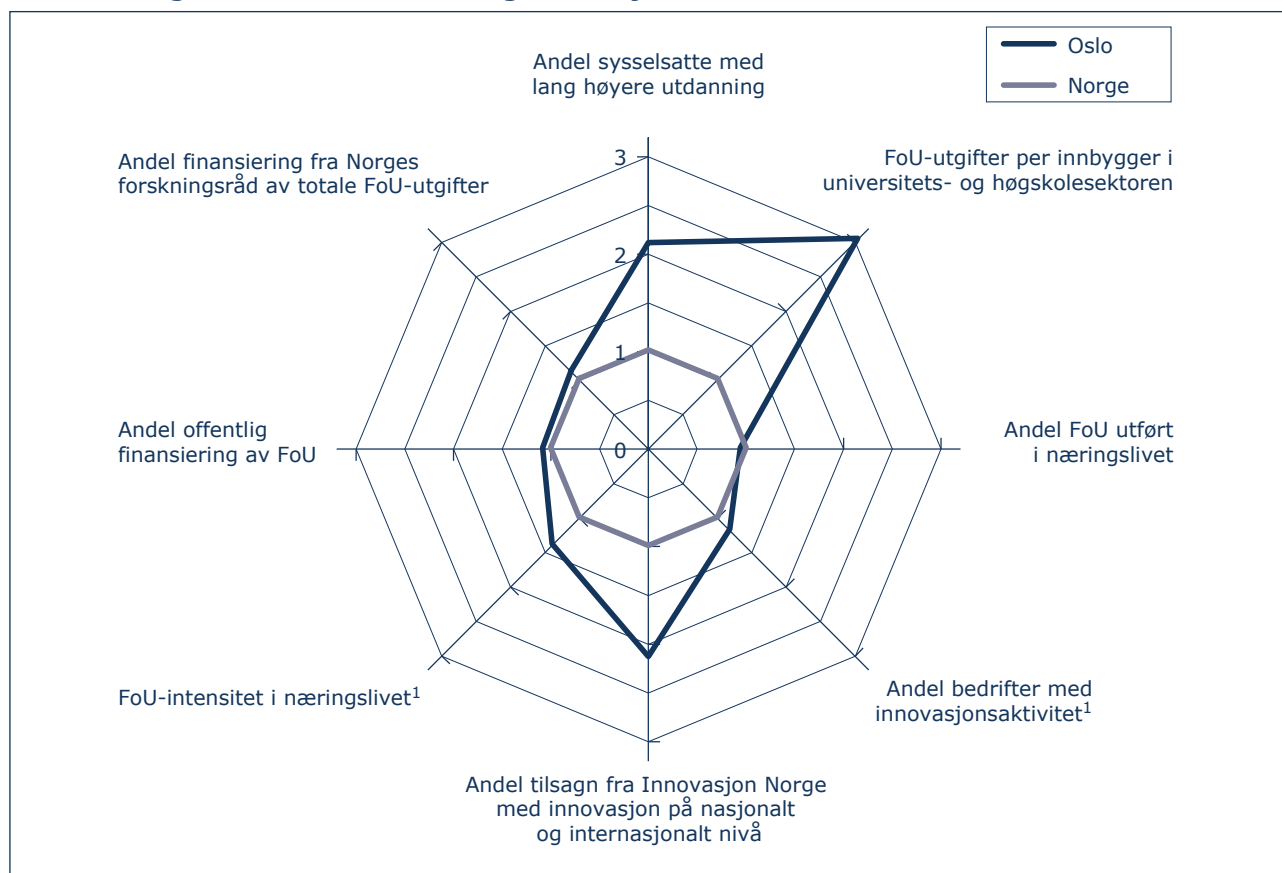 Oslo
Norge
Andel sysselsatte med
lang høyere utdanning
FoU-utgifter per innbygger i
universitets- og høgskolesektoren
Andel FoU utført
i næringslivet
Andel bedrifter med
innovasjonsaktivitet1
Andel tilsagn fra Innovasjon Norge
med innovasjon på nasjonalt
og internasjonalt nivå
FoU-intensitet i næringslivet1
Andel offentlig
finansiering av FoU
Andel finansiering fra Norges
forskningsråd av totale FoU-utgifter
3
2
1
0